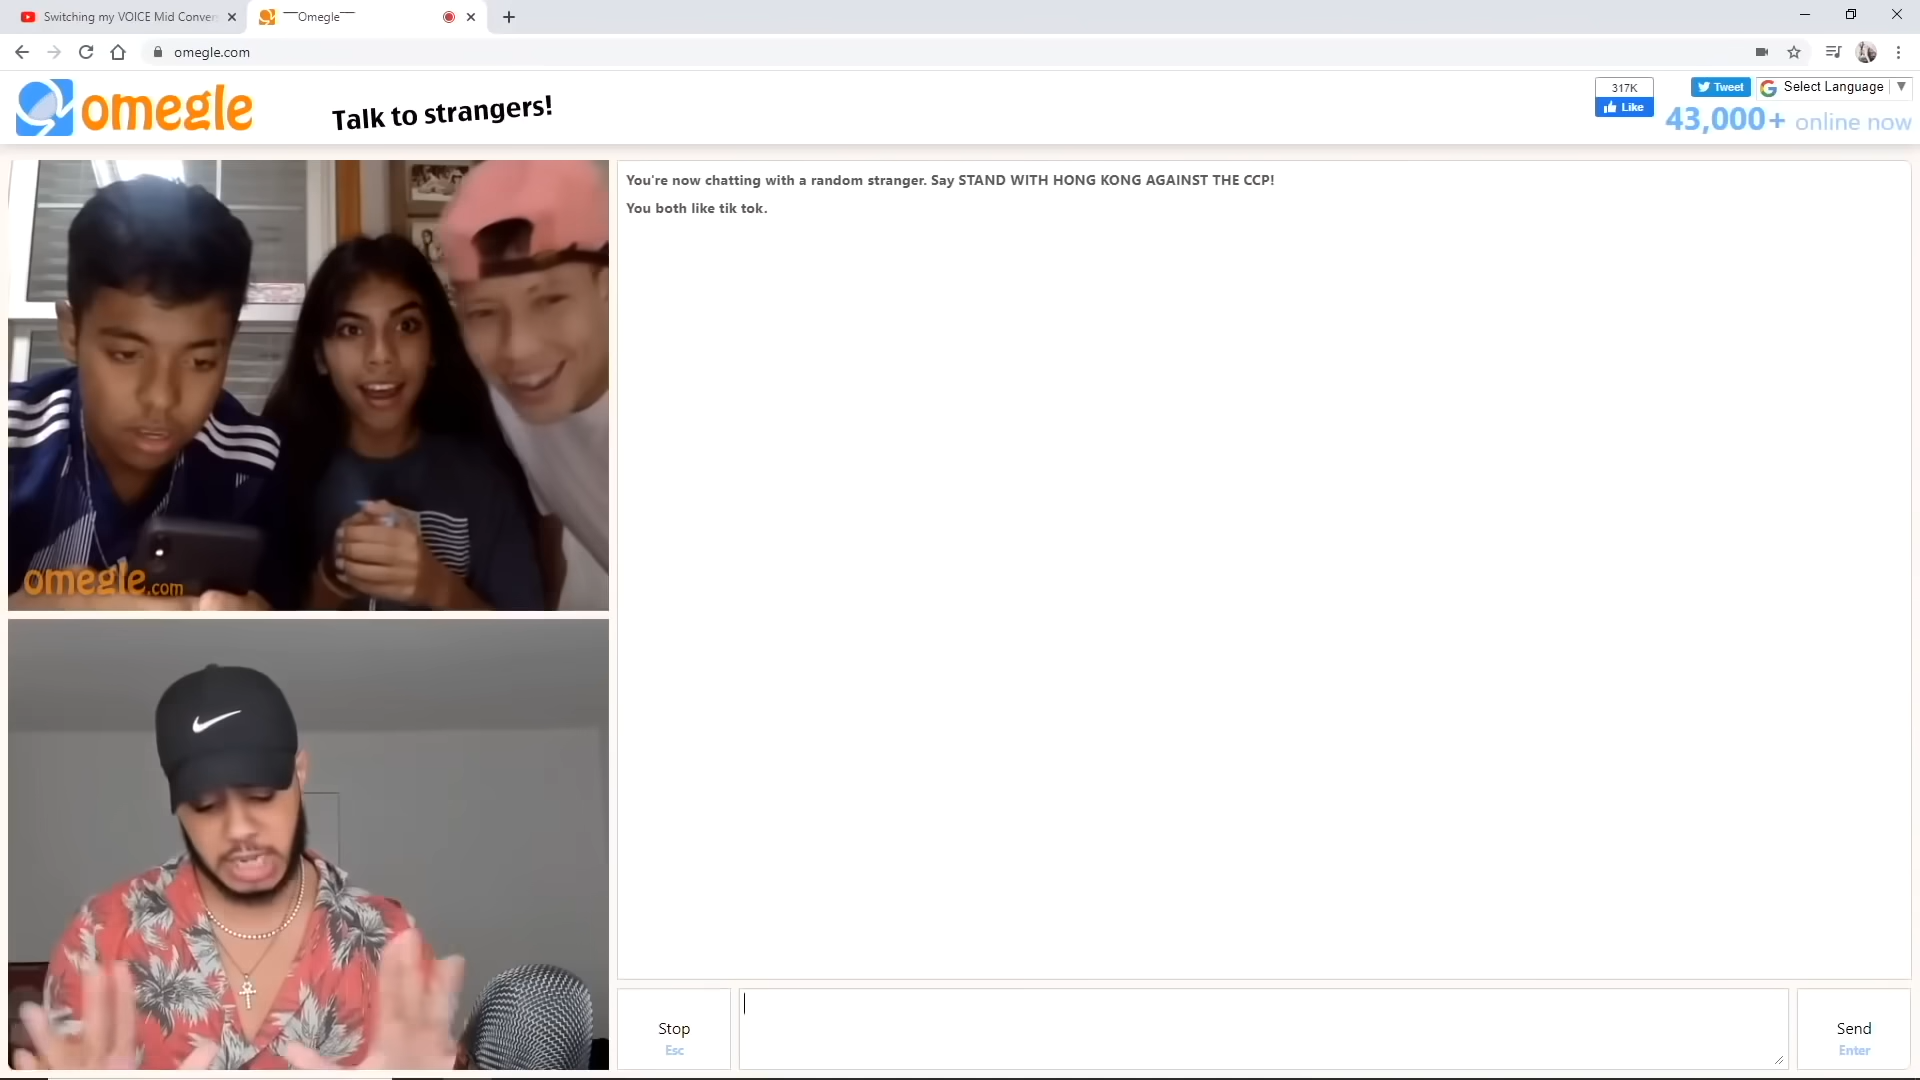 Switching my VOICE Mid Conver
Omegle
omegle.com
omegle
Talk to strangers!
317K
Like
Tweet
Select Language
43,000+ online now
You're now chatting with a random stranger. Say STAND WITH HONG KONG AGAINST THE CCP!
You both like tik tok.
omegle.com
Stop
Esc
Send
Enter